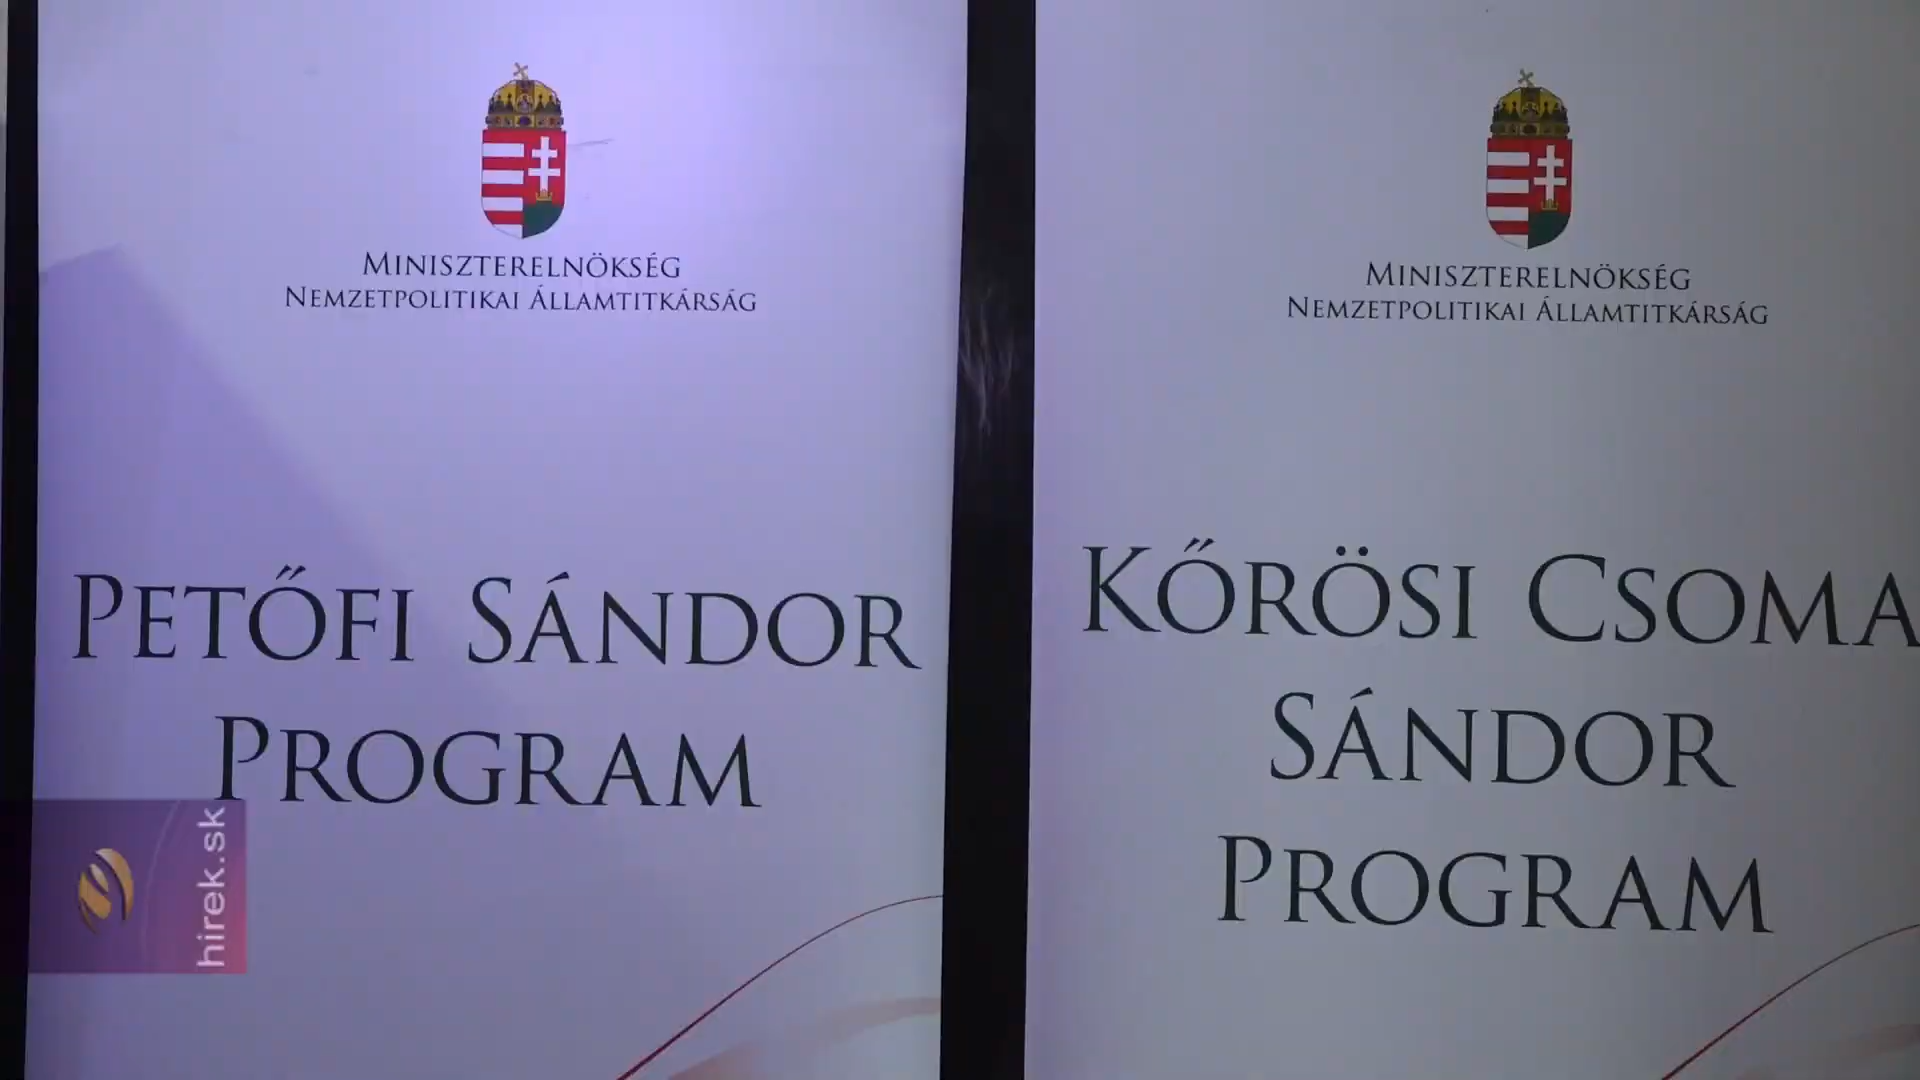 Miniszterelnökség
Nemzetpolitikai Államtitkárság
Petőfi Sándor
Program
Miniszterelnökség
Nemzetpolitikai Államtitkárság
Kőrösi Csoma
Sándor
Program
hirek.sk